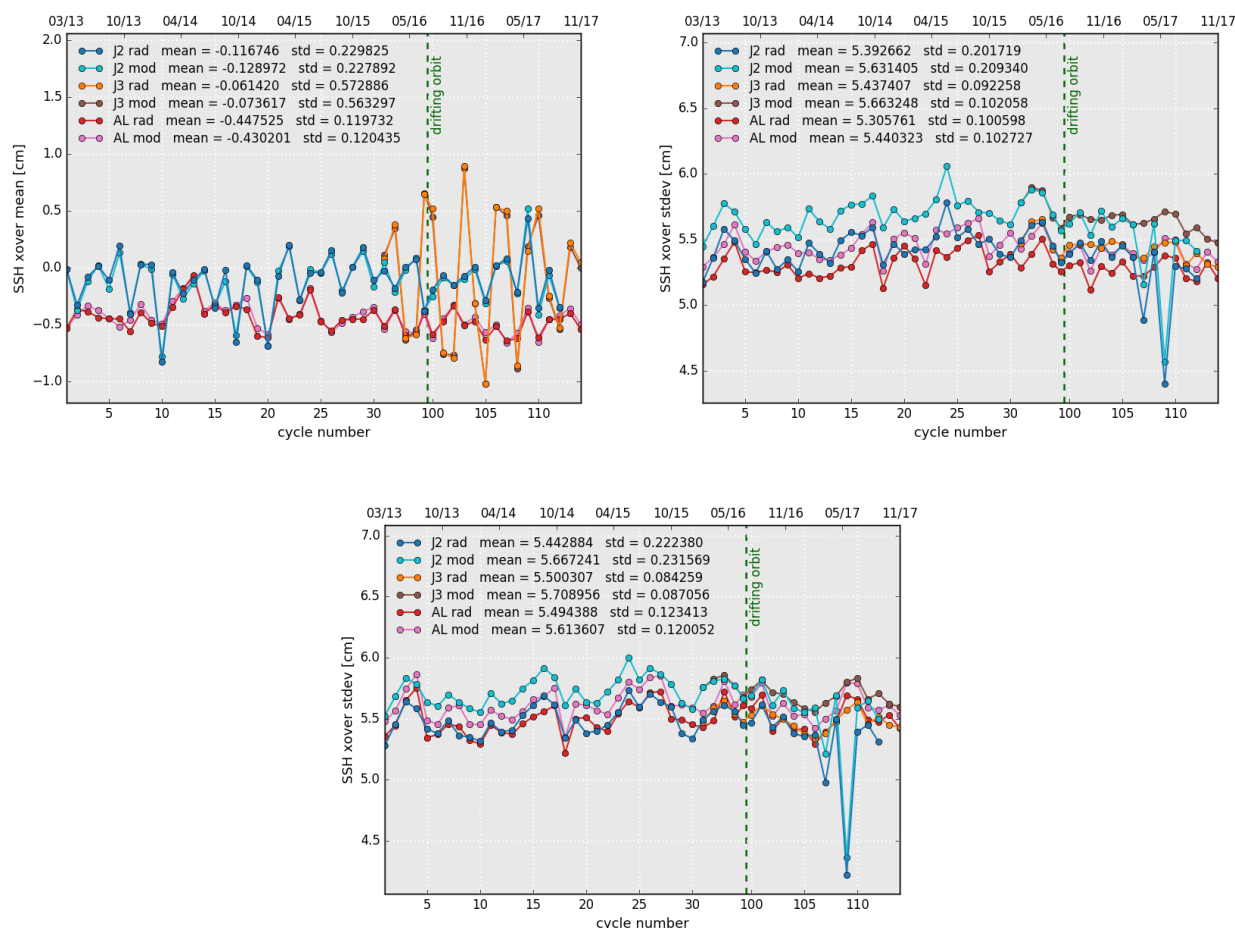 03/13 10/13 04/14 10/14 04/15 10/15 05/16 11/16 05/17 11/17
2.0
1.5
1.0
0.5
0.0
−0.5
−1.0
SSH xover mean [cm]
J2 rad mean = -0.116746 std = 0.229825
J2 mod mean = -0.128972 std = 0.227892
J3 rad mean = -0.061420 std = 0.572886
J3 mod mean = -0.073617 std = 0.563297
AL rad mean = -0.447525 std = 0.119732
AL mod mean = -0.430201 std = 0.120435
drifting orbit
5 10 15 20 25 30 100 105 110
cycle number
03/13 10/13 04/14 10/14 04/15 10/15 05/16 11/16 05/17 11/17
7.0
6.5
6.0
5.5
5.0
4.5
SSH xover stdev [cm]
J2 rad mean = 5.392662 std = 0.201719
J2 mod mean = 5.631405 std = 0.209340
J3 rad mean = 5.437407 std = 0.092258
J3 mod mean = 5.663248 std = 0.102058
AL rad mean = 5.305761 std = 0.100598
AL mod mean = 5.440323 std = 0.102727
drifting orbit
5 10 15 20 25 30 100 105 110
cycle number
03/13 10/13 04/14 10/14 04/15 10/15 05/16 11/16 05/17 11/17
7.0
6.5
6.0
5.5
5.0
4.5
SSH xover stdev [cm]
J2 rad mean = 5.442884 std = 0.222380
J2 mod mean = 5.667241 std = 0.231569
J3 rad mean = 5.500307 std = 0.084259
J3 mod mean = 5.708956 std = 0.087056
AL rad mean = 5.494388 std = 0.123413
AL mod mean = 5.613607 std = 0.120052
drifting orbit
5 10 15 20 25 30 100 105 110
cycle number